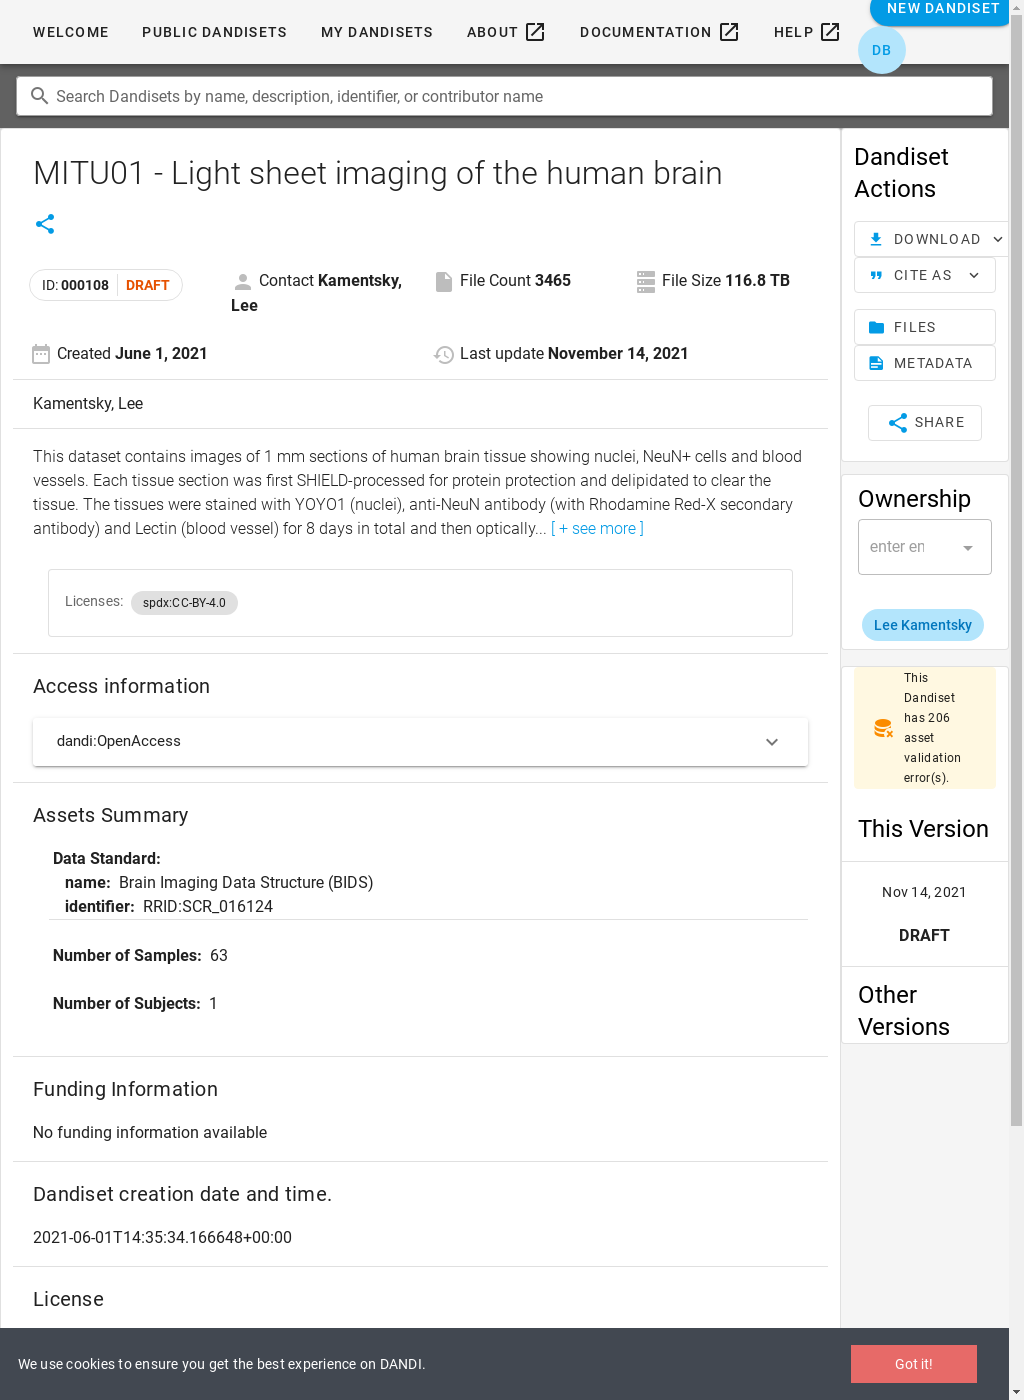 WELCOME PUBLIC DANDISETS MY DANDISETS ABOUT DOCUMENTATION HELP NEW DANDISET
DB
Search Dandisets by name, description, identifier, or contributor name
MITU01 - Light sheet imaging of the human brain
ID: 000108 DRAFT
Contact Kamentsky,
Lee
File Count 3465
File Size 116.8 TB
Created June 1, 2021
Last update November 14, 2021
Kamentsky, Lee
This dataset contains images of 1 mm sections of human brain tissue showing nuclei, NeuN+ cells and blood
vessels. Each tissue section was first SHIELD-processed for protein protection and delipidated to clear the
tissue. The tissues were stained with YOYO1 (nuclei), anti-NeuN antibody (with Rhodamine Red-X secondary
antibody) and Lectin (blood vessel) for 8 days in total and then optically... [ + see more ]
Licenses: spdx:CC-BY-4.0
Access information
dandi:OpenAccess
Assets Summary
Data Standard:
name: Brain Imaging Data Structure (BIDS)
identifier: RRID:SCR_016124
Number of Samples: 63
Number of Subjects: 1
Funding Information
No funding information available
Dandiset creation date and time.
2021-06-01T14:35:34.166648+00:00
License
Dandiset
Actions
DOWNLOAD
CITE AS
FILES
METADATA
SHARE
Ownership
enter en
Lee Kamentsky
This
Dandiset
has 206
asset
validation
error(s).
This Version
Nov 14, 2021
DRAFT
Other
Versions
We use cookies to ensure you get the best experience on DANDI.
Got it!